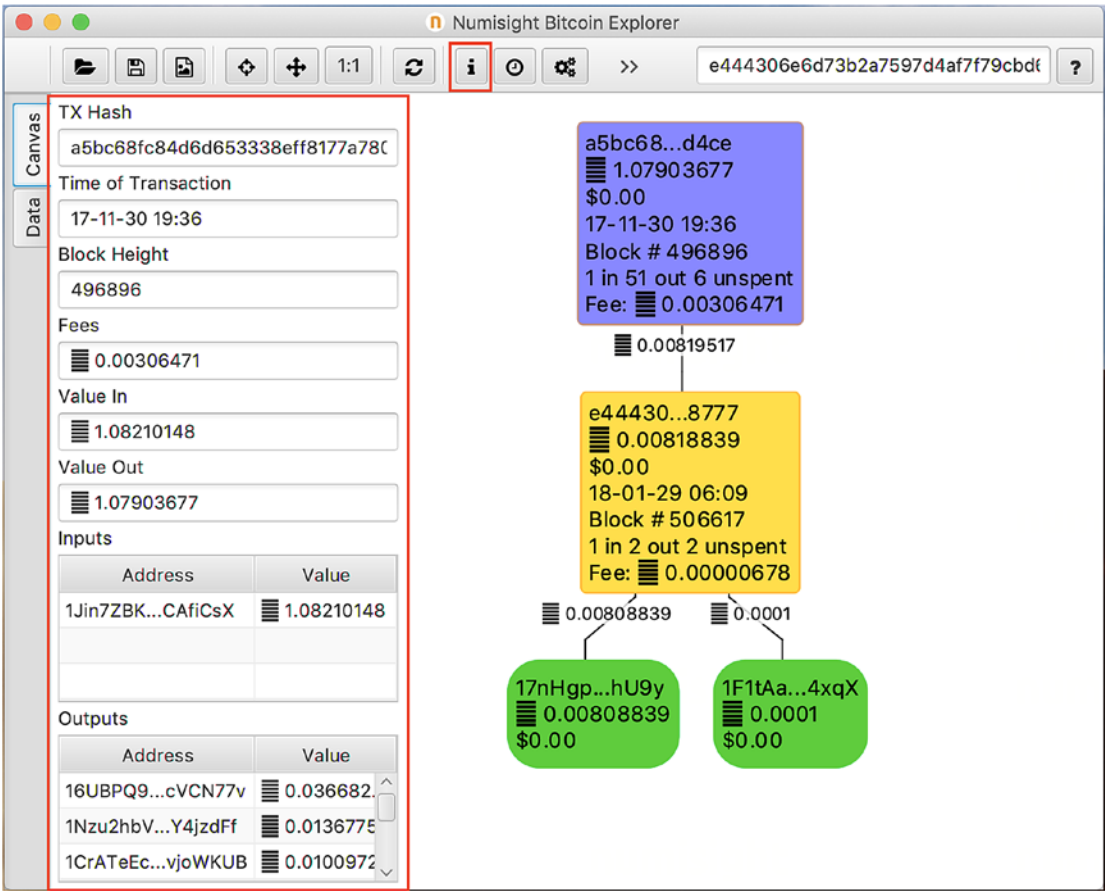 Numisight Bitcoin Explorer
1:1
i
>>
e444306e6d73b2a7597d4af7f79cbd6
?
Canvas
Data
TX Hash
a5bc68fc84d6d653338eff8177a780
Time of Transaction
17-11-30 19:36
Block Height
496896
Fees
0.00306471
Value In
1.08210148
Value Out
1.07903677
Inputs
Address Value
1Jin7ZBK...CAfiCsX 1.08210148
Outputs
Address Value
16UBPQ9...cVCN77v 0.036682.
1Nzu2hbV...Y4jzdFf 0.0136775
1CrATeEc...vjoWKUB 0.0100972
a5bc68...d4ce
1.07903677
$0.00
17-11-30 19:36
Block # 496896
1 in 51 out 6 unspent
Fee: 0.00306471
0.00819517
e44430...8777
0.00818839
$0.00
18-01-29 06:09
Block # 506617
1 in 2 out 2 unspent
Fee: 0.00000678
0.00808839
0.0001
17nHgp...hU9y
0.00808839
$0.00
1F1tAa...4xqX
0.0001
$0.00